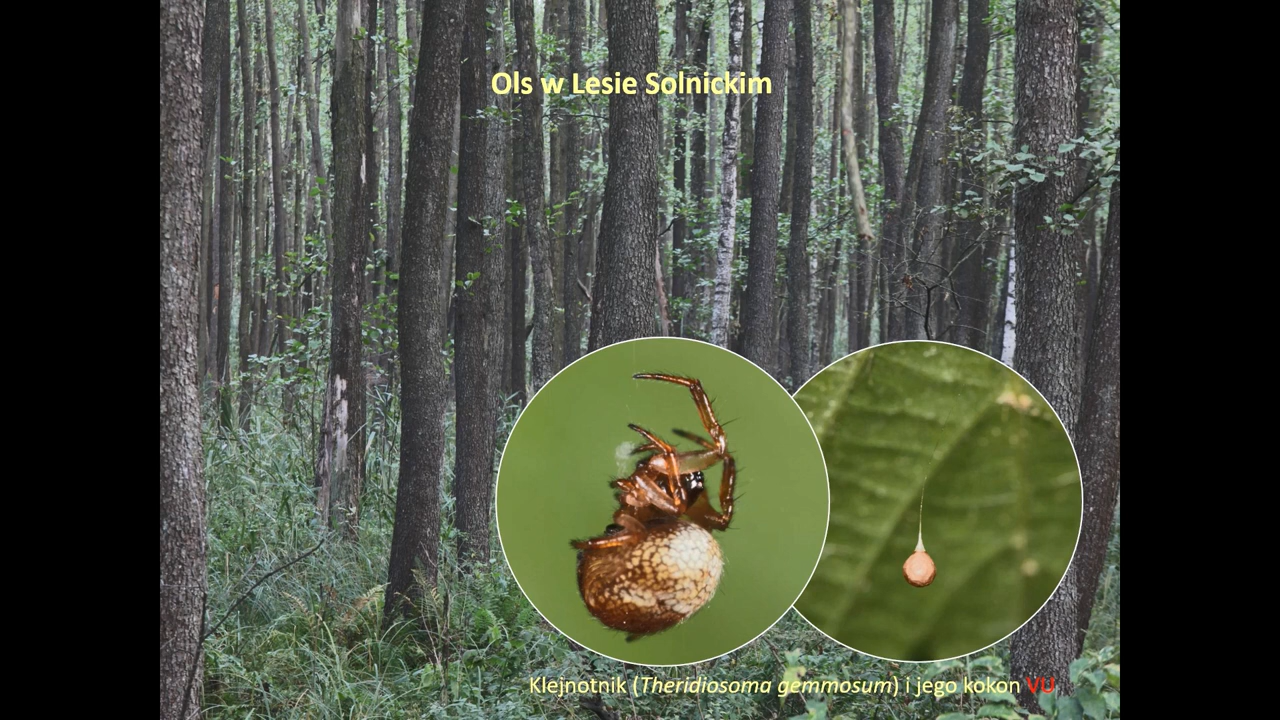 Ols w Lesie Solnickim
Klejnotnik (Theridiosoma gemmosum) i jego kokon VU